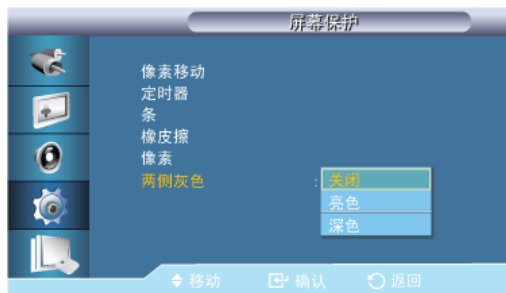 屏幕保护
像素移动
定时器
条
橡皮擦
像素
两侧灰色 : 关闭
亮色
深色
移动 确认 返回